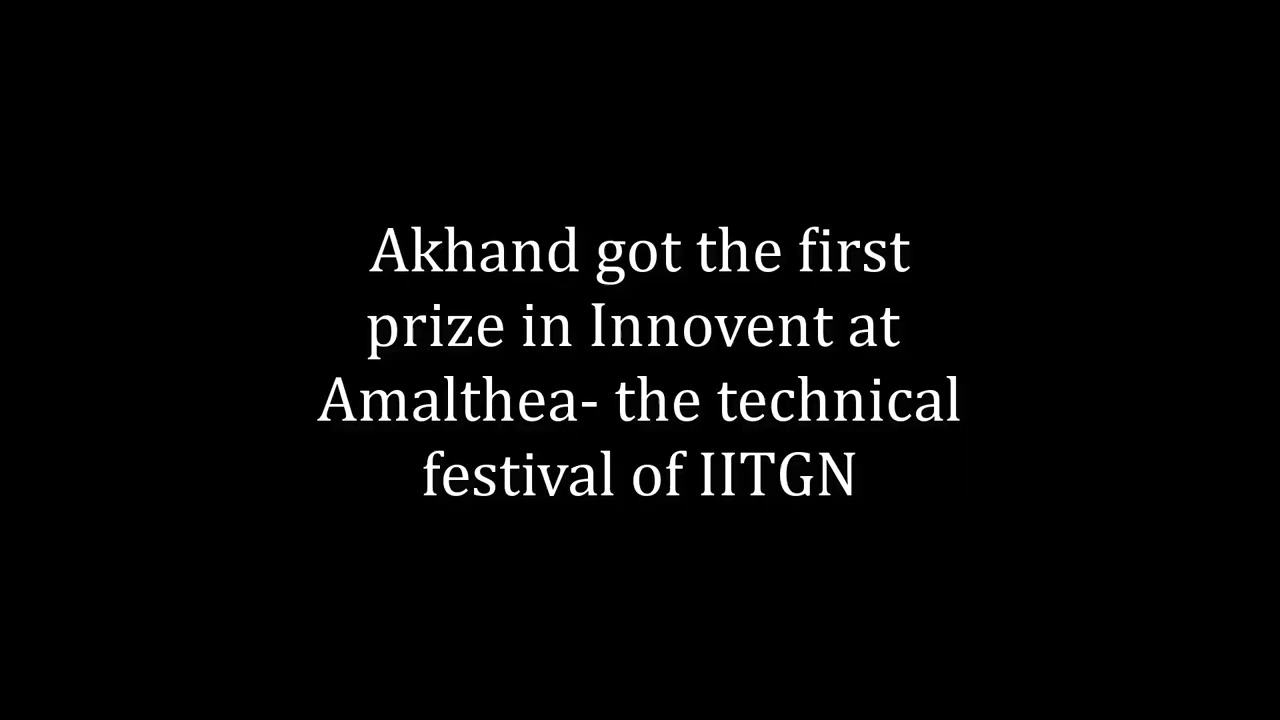 Akhand got the first
prize in Innovent at
Amalthea- the technical
festival of IITGN